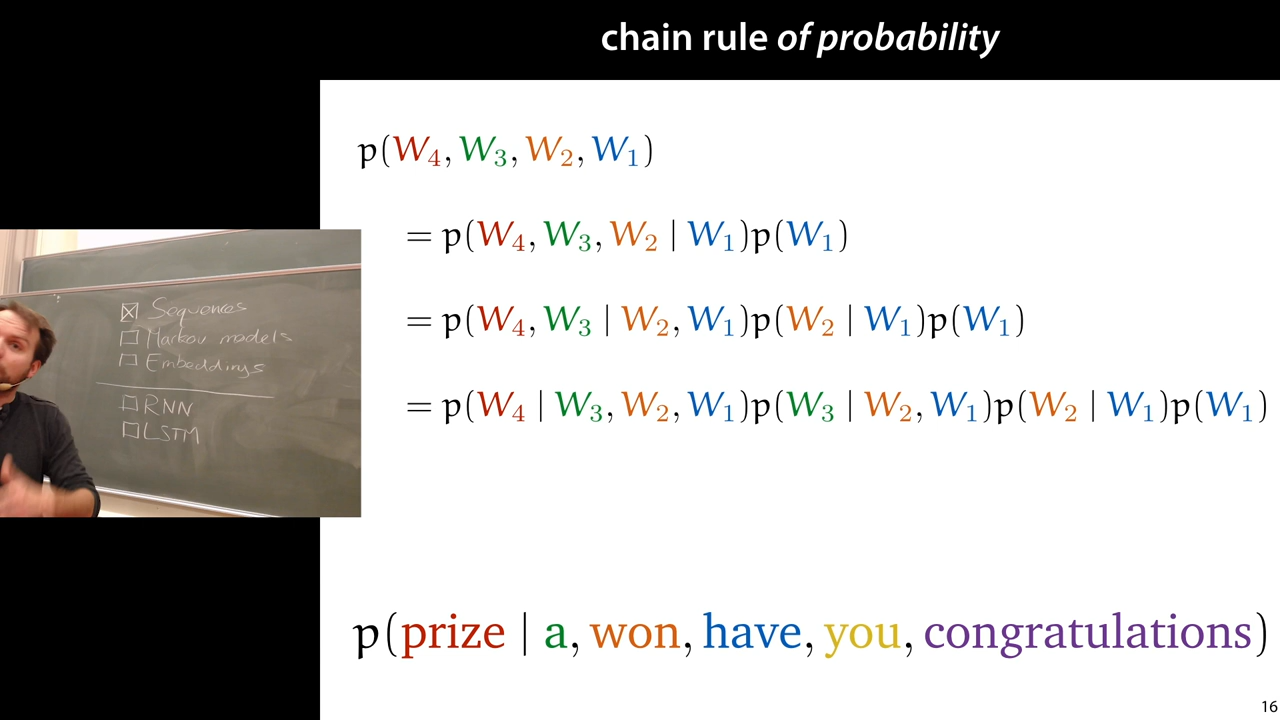 chain rule of probability
p(W₄, W₃, W₂, W₁)
= p(W₄, W₃, W₂ | W₁)p(W₁)
= p(W₄, W₃ | W₂, W₁)p(W₂ | W₁)p(W₁)
= p(W₄ | W₃, W₂, W₁)p(W₃ | W₂, W₁)p(W₂ | W₁)p(W₁)
☒ Sequences
☐ Markov models
☐ Embeddings
☐ RNN
☐ LSTM
p(prize | a, won, have, you, congratulations)
16